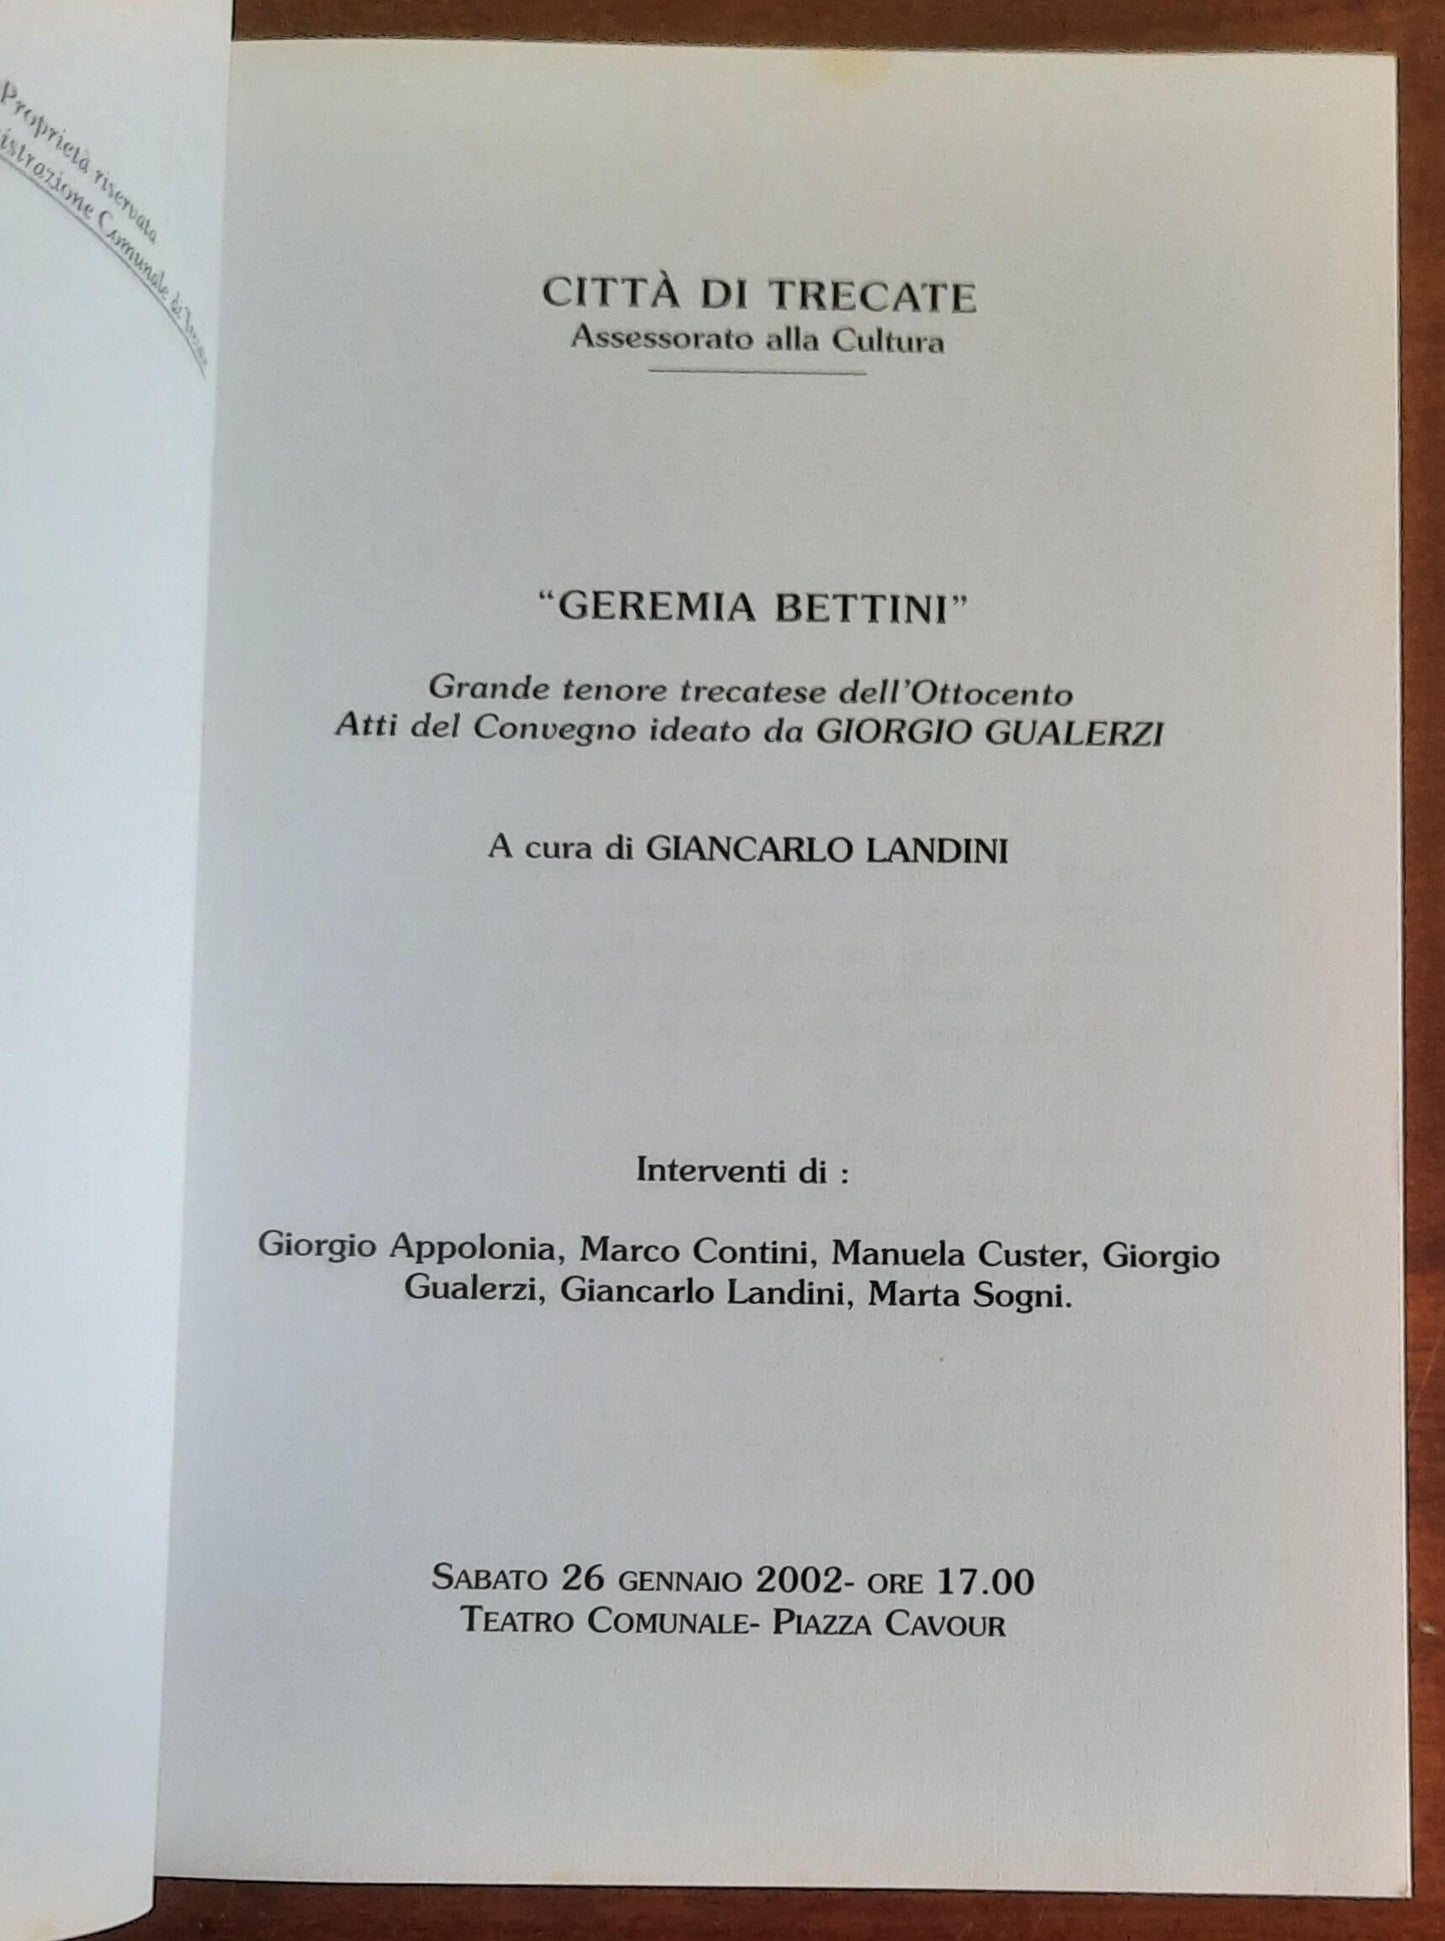 Proprietà riservata
istrazione Comunale di
CITTÀ DI TRECATE
Assessorato alla Cultura
“GEREMIA BETTINI”
Grande tenore trecatese dell’Ottocento
Atti del Convegno ideato da GIORGIO GUALERZI
A cura di GIANCARLO LANDINI
Interventi di :
Giorgio Appolonia, Marco Contini, Manuela Custer, Giorgio
Gualerzi, Giancarlo Landini, Marta Sogni.
SABATO 26 GENNAIO 2002- ORE 17.00
TEATRO COMUNALE- PIAZZA CAVOUR